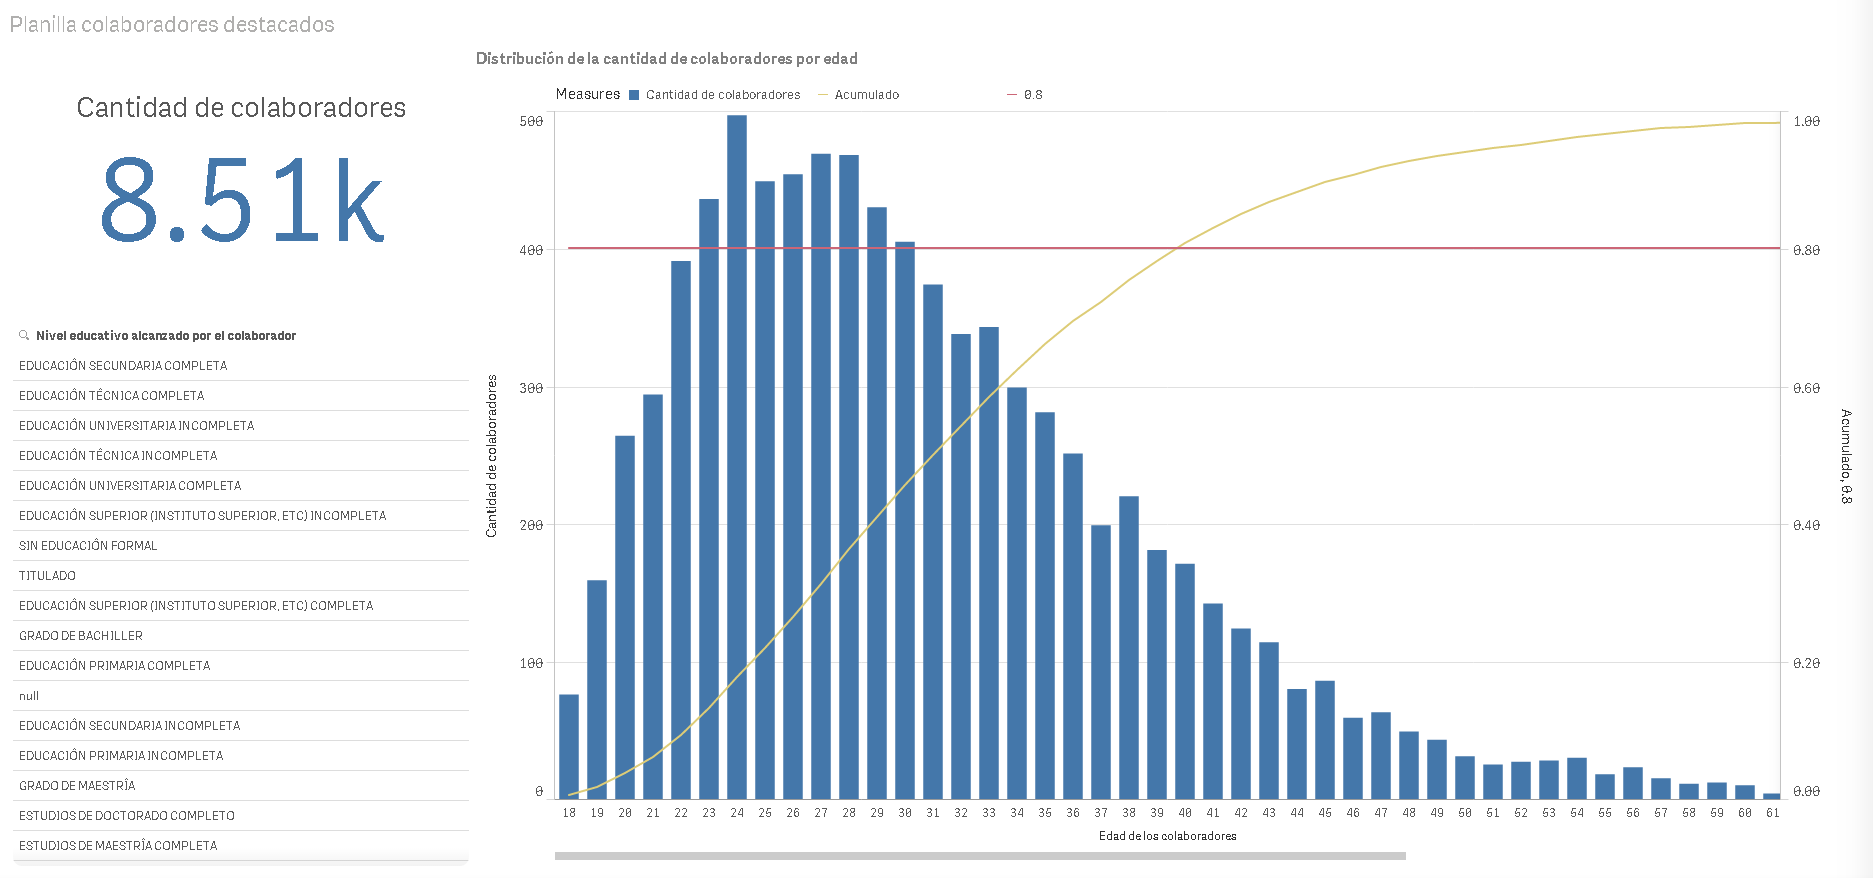 Planilla colaboradores destacados
Cantidad de colaboradores
8.51k
Nivel educativo alcanzado por el colaborador
EDUCACIÓN SECUNDARIA COMPLETA
EDUCACIÓN TÉCNICA COMPLETA
EDUCACIÓN UNIVERSITARIA INCOMPLETA
EDUCACIÓN TÉCNICA INCOMPLETA
EDUCACIÓN UNIVERSITARIA COMPLETA
EDUCACIÓN SUPERIOR (INSTITUTO SUPERIOR, ETC) INCOMPLETA
SIN EDUCACIÓN FORMAL
TITULADO
EDUCACIÓN SUPERIOR (INSTITUTO SUPERIOR, ETC) COMPLETA
GRADO DE BACHILLER
EDUCACIÓN PRIMARIA COMPLETA
null
EDUCACIÓN SECUNDARIA INCOMPLETA
EDUCACIÓN PRIMARIA INCOMPLETA
GRADO DE MAESTRÍA
ESTUDIOS DE DOCTORADO COMPLETO
ESTUDIOS DE MAESTRÍA COMPLETA
Distribución de la cantidad de colaboradores por edad
Measures Cantidad de colaboradores Acumulado 0.8
Cantidad de colaboradores
500
400
300
200
100
0
1.00
0.80
0.60
0.40
0.20
0.00
Acumulado, 0.8
18 19 20 21 22 23 24 25 26 27 28 29 30 31 32 33 34 35 36 37 38 39 40 41 42 43 44 45 46 47 48 49 50 51 52 53 54 55 56 57 58 59 60 61
Edad de los colaboradores